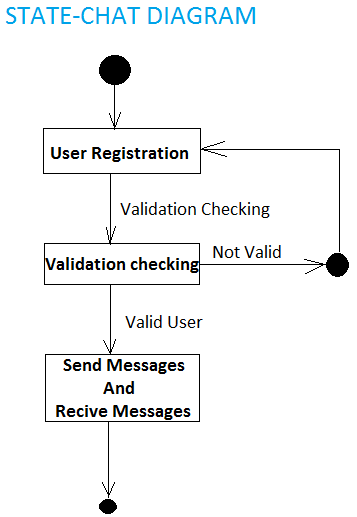 STATE-CHAT DIAGRAM
User Registration
Validation Checking
Validation checking
Not Valid
Valid User
Send Messages
And
Recive Messages